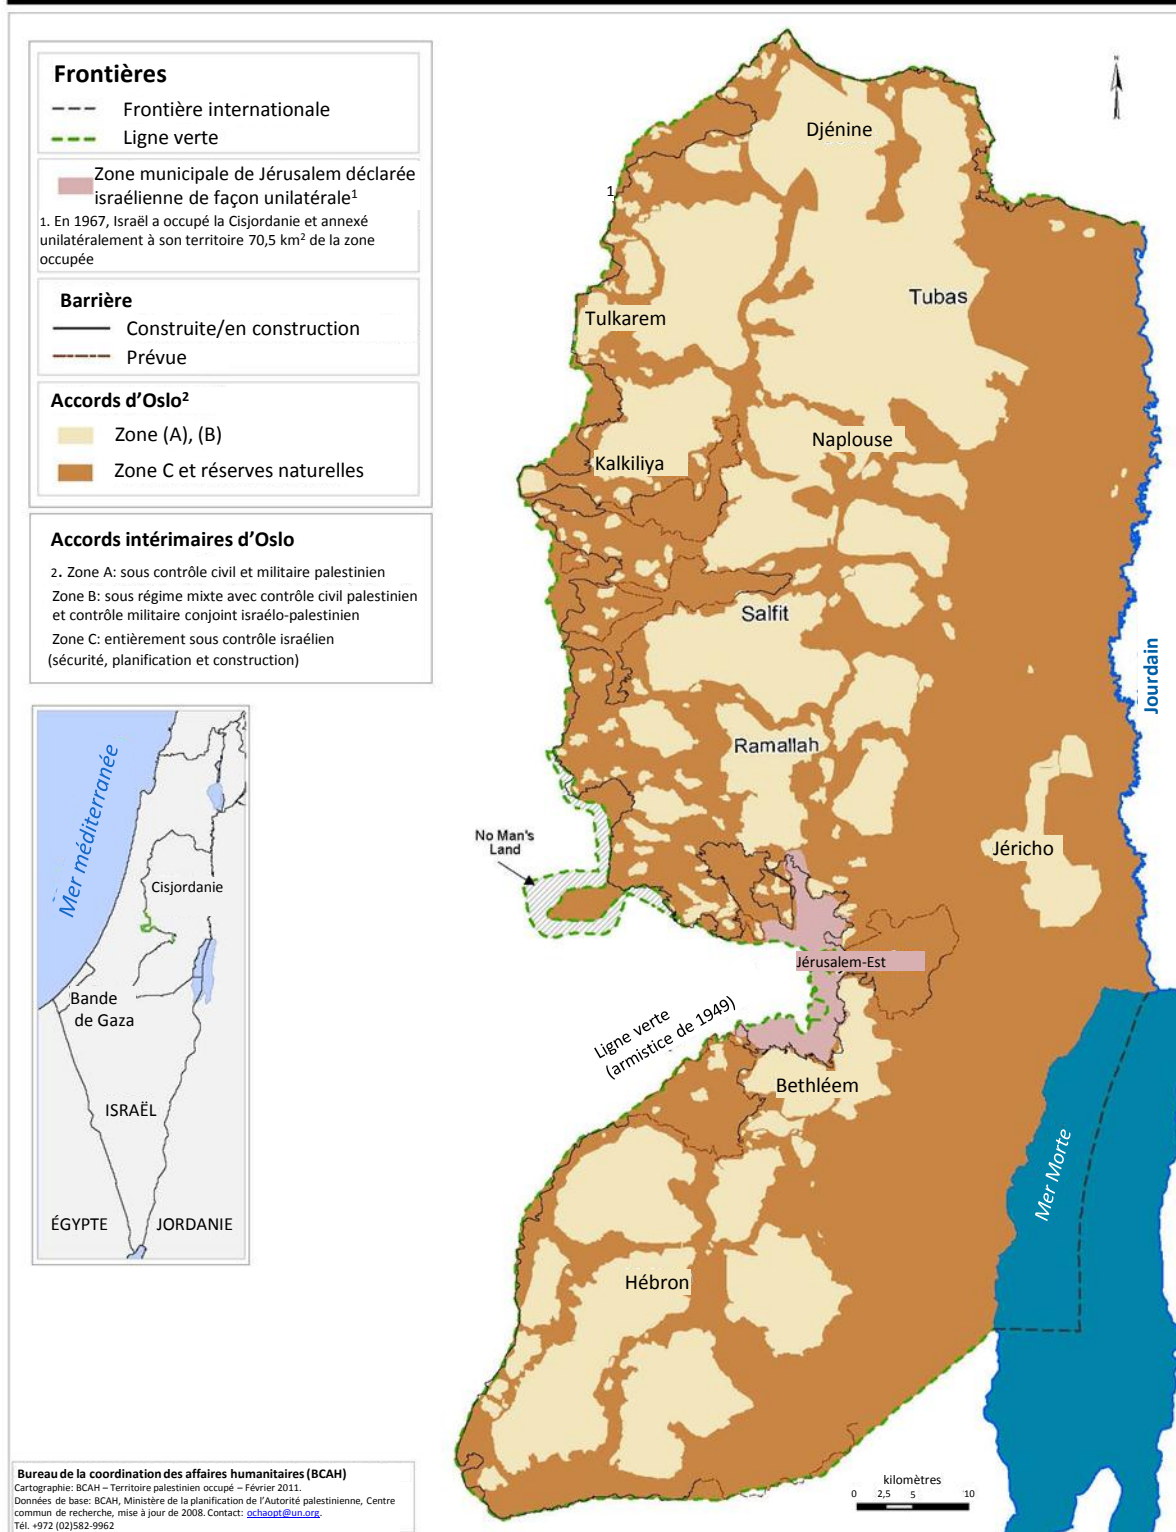 Frontières
Frontière internationale
Ligne verte
Zone municipale de Jérusalem déclarée
israélienne de façon unilatérale1
1. En 1967, Israël a occupé la Cisjordanie et annexé
unilatéralement à son territoire 70,5 km2 de la zone
occupée
Barrière
Construite/en construction
Prévue
Accords d’Oslo2
Zone (A), (B)
Zone C et réserves naturelles
Accords intérimaires d’Oslo
2. Zone A: sous contrôle civil et militaire palestinien
Zone B: sous régime mixte avec contrôle civil palestinien
et contrôle militaire conjoint israélo-palestinien
Zone C: entièrement sous contrôle israélien
(sécurité, planification et construction)
Mer méditerranée
Cisjordanie
Bande
de Gaza
ISRAËL
ÉGYPTE
JORDANIE
N
Djénine
1
Tubas
Tulkarem
Naplouse
Kalkiliya
Salfit
Jourdain
Ramallah
No Man's
Land
Jéricho
Jérusalem-Est
Ligne verte
(armistice de 1949)
Bethléem
Mer Morte
Hébron
kilomètres
0 2,5 5 10
Bureau de la coordination des affaires humanitaires (BCAH)
Cartographie: BCAH – Territoire palestinien occupé – Février 2011.
Données de base: BCAH, Ministère de la planification de l’Autorité palestinienne, Centre
commun de recherche, mise à jour de 2008. Contact: ochaopt@un.org.
Tél. +972 (02)582-9962